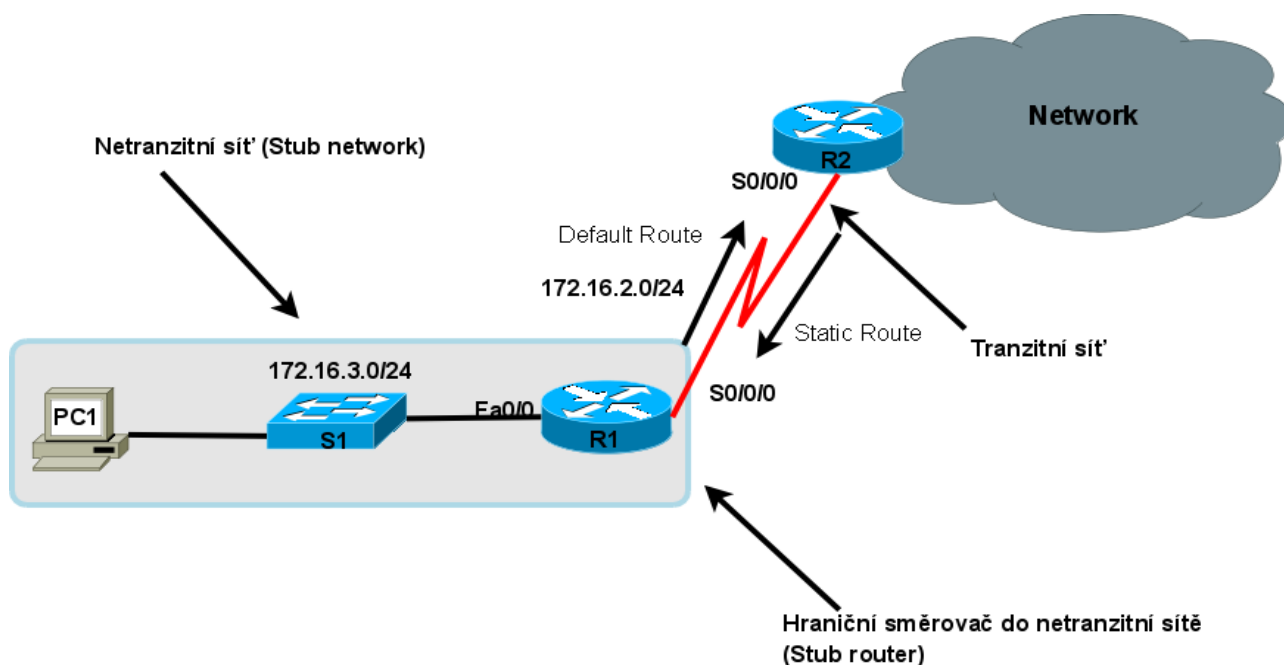 Network
R2
Netranzitní síť (Stub network)
S0/0/0
Default Route
172.16.2.0/24
Static Route
Tranzitní síť
172.16.3.0/24
S0/0/0
PC1
Fa0/0
S1
R1
Hraniční směrovač do netranzitní sítě
(Stub router)